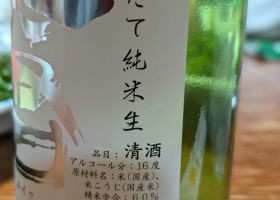 たて純米生
品目：清酒
アルコール分：16度
原材料名：米(国産)、
米こうじ(国産米)
精米歩合：60%